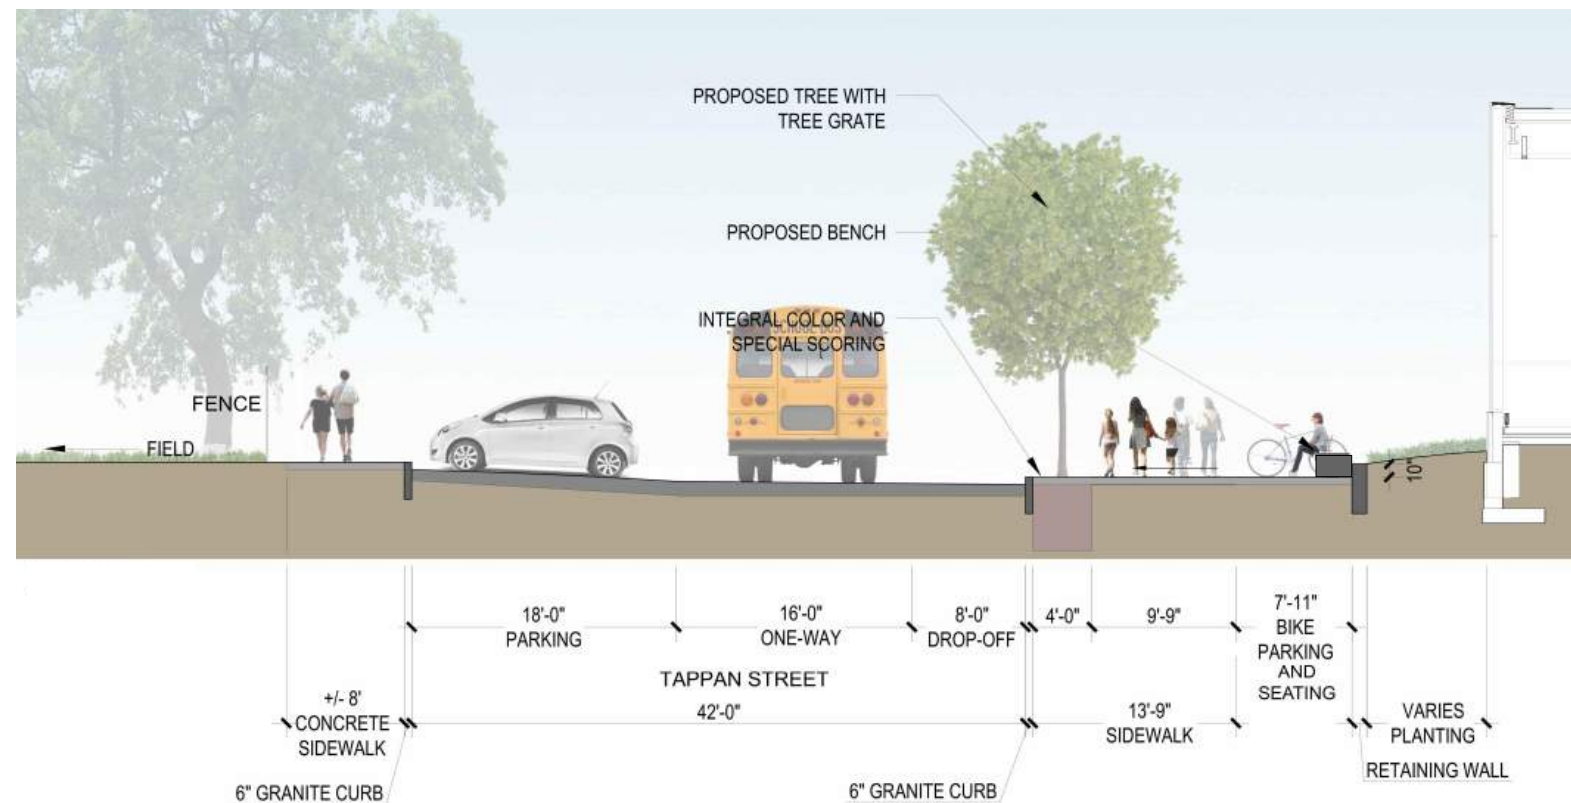 PROPOSED TREE WITH
TREE GRATE
PROPOSED BENCH
INTEGRAL COLOR AND
SPECIAL SCORING
SCHOOL BUS
FENCE
FIELD
10"
18'-0"
PARKING
16'-0"
ONE-WAY
8'-0"
DROP-OFF
4'-0"
9'-9"
7'-11"
BIKE
PARKING
AND
SEATING
TAPPAN STREET
42'-0"
+/- 8'
CONCRETE
SIDEWALK
13'-9"
SIDEWALK
VARIES
PLANTING
6" GRANITE CURB
6" GRANITE CURB
RETAINING WALL